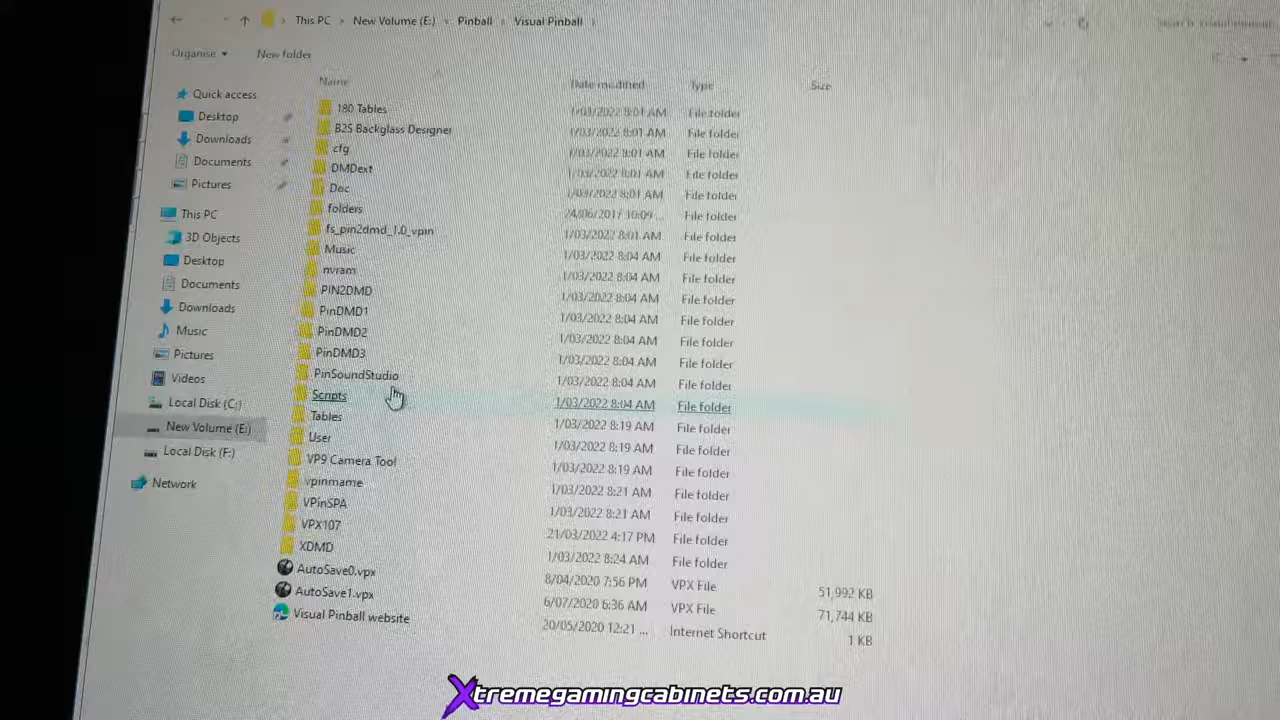 This PC › New Volume (E:) › Pinball › Visual Pinball ›
Organise New folder
Name Date modified Type Size
Quick access
Desktop
Downloads
Documents
Pictures
This PC
3D Objects
Desktop
Documents
Downloads
Music
Pictures
Videos
Local Disk (C:)
New Volume (E:)
Local Disk (F:)
Network
180 Tables 1/03/2022 8:01 AM File folder
B2S Backglass Designer 1/03/2022 8:01 AM File folder
cfg 1/03/2022 8:01 AM File folder
DMDext 1/03/2022 8:01 AM File folder
Doc 1/03/2022 8:01 AM File folder
folders 24/06/2017 10:09 ... File folder
fs_pin2dmd_1.0_vpin 1/03/2022 8:01 AM File folder
Music 1/03/2022 8:04 AM File folder
nvram 1/03/2022 8:04 AM File folder
PIN2DMD 1/03/2022 8:04 AM File folder
PinDMD1 1/03/2022 8:04 AM File folder
PinDMD2 1/03/2022 8:04 AM File folder
PinDMD3 1/03/2022 8:04 AM File folder
PinSoundStudio 1/03/2022 8:04 AM File folder
Scripts 1/03/2022 8:04 AM File folder
Tables 1/03/2022 8:19 AM File folder
User 1/03/2022 8:19 AM File folder
VP9 Camera Tool 1/03/2022 8:19 AM File folder
vpinmame 1/03/2022 8:21 AM File folder
VPinSPA 1/03/2022 8:21 AM File folder
VPX107 21/03/2022 4:17 PM File folder
XDMD 1/03/2022 8:24 AM File folder
AutoSave0.vpx 8/04/2020 7:56 PM VPX File 51,992 KB
AutoSave1.vpx 6/07/2020 6:36 AM VPX File 71,744 KB
Visual Pinball website 20/05/2020 12:21 ... Internet Shortcut 1 KB
Xtremegamingcabinets.com.au